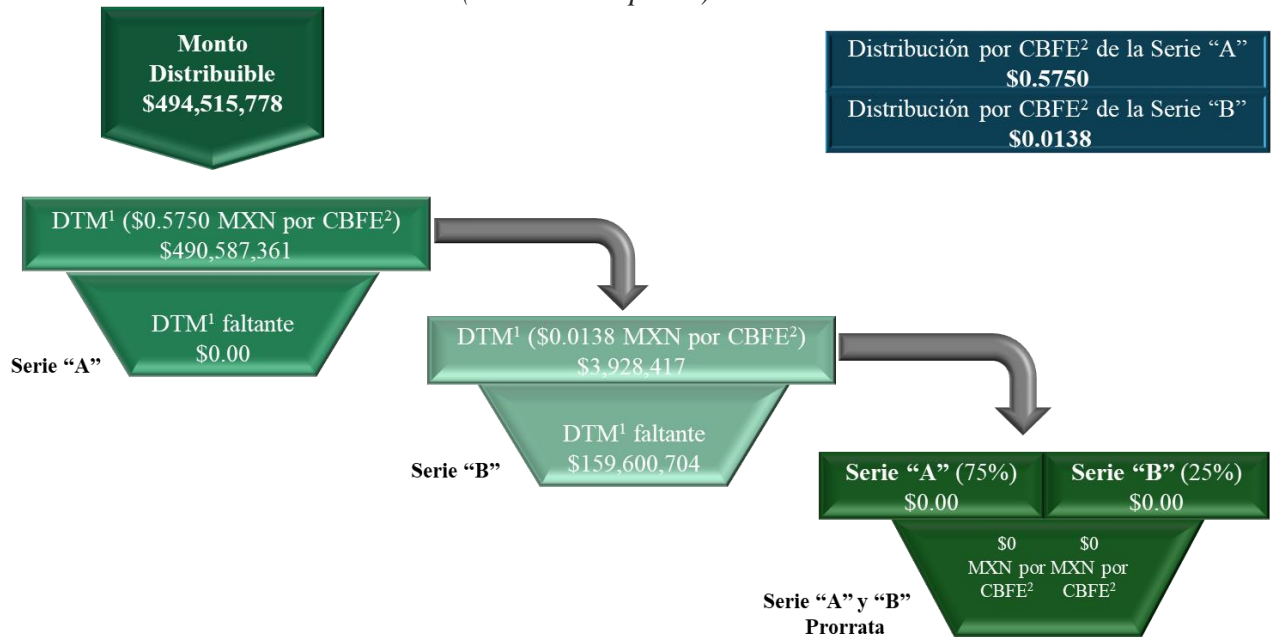 Monto
Distribuible
$494,515,778
Distribución por CBFE² de la Serie “A”
$0.5750
Distribución por CBFE² de la Serie “B”
$0.0138
DTM¹ ($0.5750 MXN por CBFE²)
$490,587,361
DTM¹ faltante
$0.00
Serie “A”
DTM¹ ($0.0138 MXN por CBFE²)
$3,928,417
DTM¹ faltante
$159,600,704
Serie “B”
Serie “A” (75%)
$0.00
Serie “B” (25%)
$0.00
$0
MXN por
CBFE²
$0
MXN por
CBFE²
Serie “A” y “B”
Prorrata